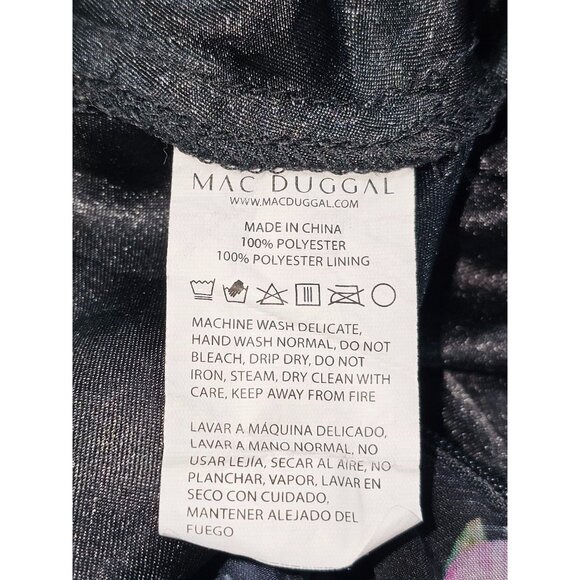 MAC DUGGAL
WWW.MACDUGGAL.COM
MADE IN CHINA
100% POLYESTER
100% POLYESTER LINING
MACHINE WASH DELICATE,
HAND WASH NORMAL, DO NOT
BLEACH, DRIP DRY, DO NOT
IRON, STEAM, DRY CLEAN WITH
CARE, KEEP AWAY FROM FIRE
LAVAR A MÁQUINA DELICADO,
LAVAR A MANO NORMAL, NO
USAR LEJÍA, SECAR AL AIRE, NO
PLANCHAR, VAPOR, LAVAR EN
SECO CON CUIDADO,
MANTENER ALEJADO DEL
FUEGO